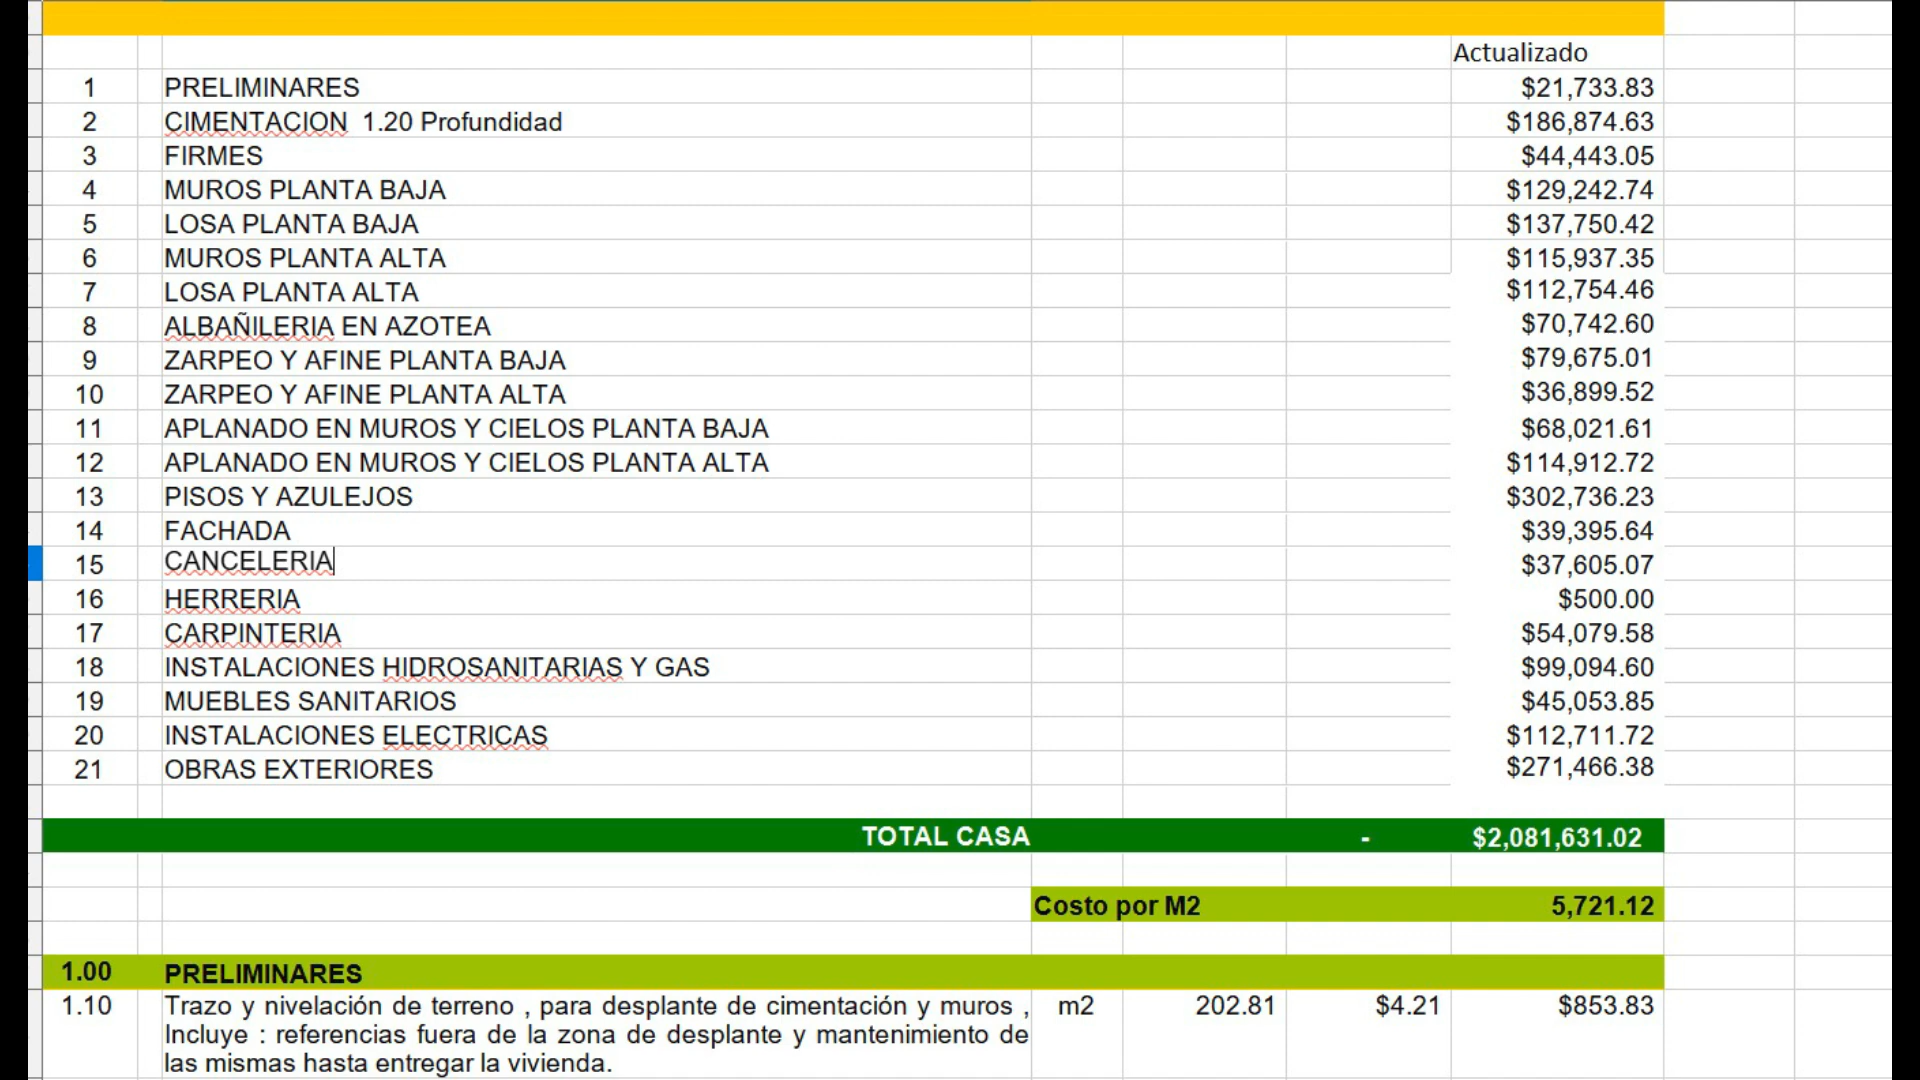 Actualizado
1 PRELIMINARES $21,733.83
2 CIMENTACION 1.20 Profundidad $186,874.63
3 FIRMES $44,443.05
4 MUROS PLANTA BAJA $129,242.74
5 LOSA PLANTA BAJA $137,750.42
6 MUROS PLANTA ALTA $115,937.35
7 LOSA PLANTA ALTA $112,754.46
8 ALBAÑILERIA EN AZOTEA $70,742.60
9 ZARPEO Y AFINE PLANTA BAJA $79,675.01
10 ZARPEO Y AFINE PLANTA ALTA $36,899.52
11 APLANADO EN MUROS Y CIELOS PLANTA BAJA $68,021.61
12 APLANADO EN MUROS Y CIELOS PLANTA ALTA $114,912.72
13 PISOS Y AZULEJOS $302,736.23
14 FACHADA $39,395.64
15 CANCELERIA $37,605.07
16 HERRERIA $500.00
17 CARPINTERIA $54,079.58
18 INSTALACIONES HIDROSANITARIAS Y GAS $99,094.60
19 MUEBLES SANITARIOS $45,053.85
20 INSTALACIONES ELECTRICAS $112,711.72
21 OBRAS EXTERIORES $271,466.38
TOTAL CASA - $2,081,631.02
Costo por M2 5,721.12
1.00 PRELIMINARES
1.10 Trazo y nivelación de terreno , para desplante de cimentación y muros , m2 202.81 $4.21 $853.83
Incluye : referencias fuera de la zona de desplante y mantenimiento de
las mismas hasta entregar la vivienda.